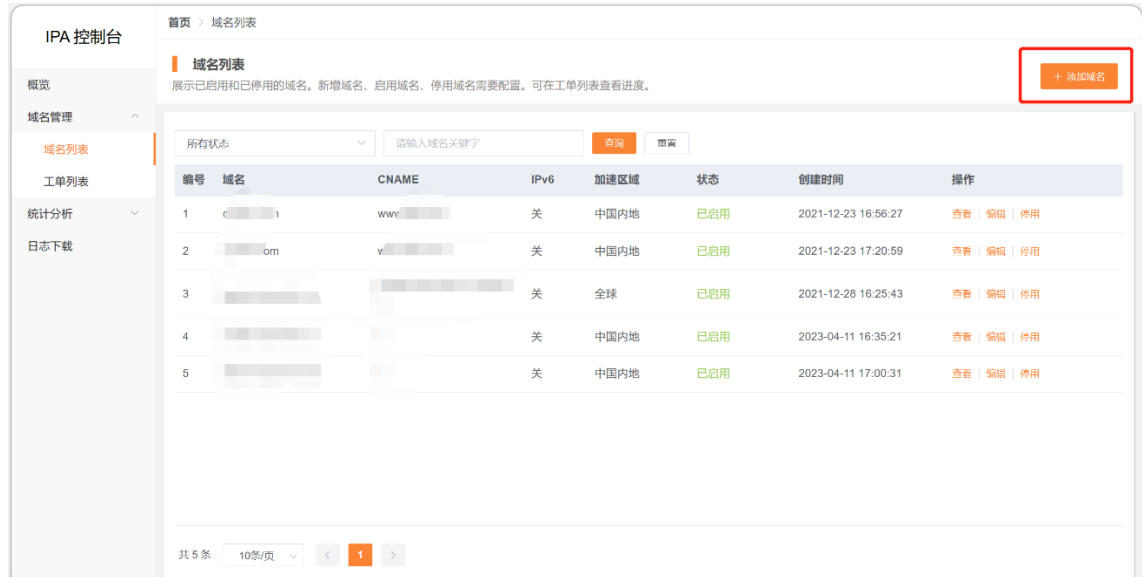 IPA 控制台
概览
域名管理
域名列表
工单列表
统计分析
日志下载
首页 > 域名列表
域名列表
展示已启用和已停用的域名。新增域名、启用域名、停用域名需要配置。可在工单列表查看进度。
+ 添加域名
所有状态 请输入域名关键字 查询 重置
编号 域名 CNAME IPv6 加速区域 状态 创建时间 操作
1 关 中国内地 已启用 2021-12-23 16:56:27 查看 编辑 停用
2 om 关 中国内地 已启用 2021-12-23 17:20:59 查看 编辑 停用
3 关 全球 已启用 2021-12-28 16:25:43 查看 编辑 停用
4 关 中国内地 已启用 2023-04-11 16:35:21 查看 编辑 停用
5 关 中国内地 已启用 2023-04-11 17:00:31 查看 编辑 停用
共 5 条 10条/页 < 1 >